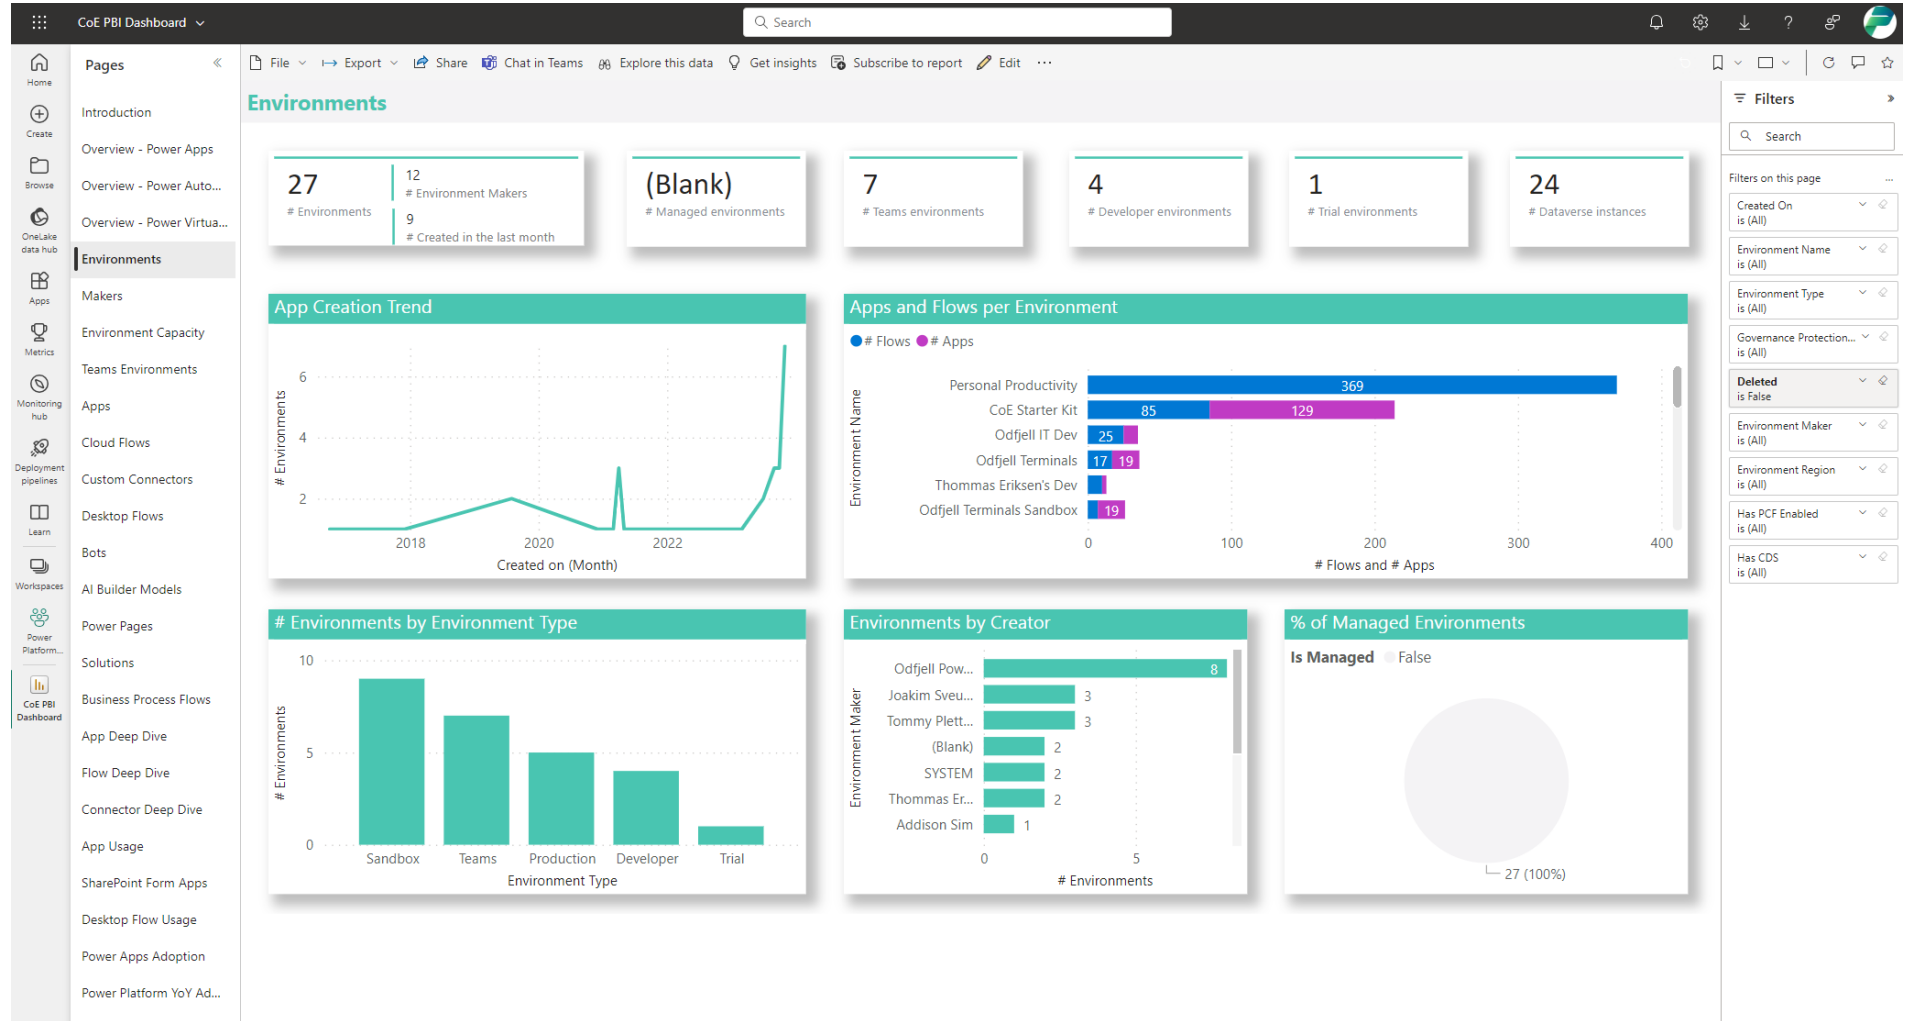 CoE PBI Dashboard
Search
Home
Create
Browse
OneLake
data hub
Apps
Metrics
Monitoring
hub
Deployment
pipelines
Learn
Workspaces
Power
Platform...
CoE PBI
Dashboard
Pages
Introduction
Overview - Power Apps
Overview - Power Auto...
Overview - Power Virtua...
Environments
Makers
Environment Capacity
Teams Environments
Apps
Cloud Flows
Custom Connectors
Desktop Flows
Bots
AI Builder Models
Power Pages
Solutions
Business Process Flows
App Deep Dive
Flow Deep Dive
Connector Deep Dive
App Usage
SharePoint Form Apps
Desktop Flow Usage
Power Apps Adoption
Power Platform YoY Ad...
File Export Share Chat in Teams Explore this data Get insights Subscribe to report Edit ...
Environments
27
# Environments
12
# Environment Makers
9
# Created in the last month
(Blank)
# Managed environments
7
# Teams environments
4
# Developer environments
1
# Trial environments
24
# Dataverse instances
App Creation Trend
# Environments
6
4
2
2018 2020 2022
Created on (Month)
Apps and Flows per Environment
# Flows # Apps
Environment Name
Personal Productivity 369
CoE Starter Kit 85 129
Odfjell IT Dev 25
Odfjell Terminals 17 19
Thommas Eriksen's Dev
Odfjell Terminals Sandbox 19
0 100 200 300 400
# Flows and # Apps
# Environments by Environment Type
# Environments
10
5
0
Sandbox Teams Production Developer Trial
Environment Type
Environments by Creator
Environment Maker
Odfjell Pow... 8
Joakim Sveu... 3
Tommy Plett... 3
(Blank) 2
SYSTEM 2
Thommas Er... 2
Addison Sim 1
0 5
# Environments
% of Managed Environments
Is Managed False
27 (100%)
Filters
Search
Filters on this page ...
Created On
is (All)
Environment Name
is (All)
Environment Type
is (All)
Governance Protection...
is (All)
Deleted
is False
Environment Maker
is (All)
Environment Region
is (All)
Has PCF Enabled
is (All)
Has CDS
is (All)